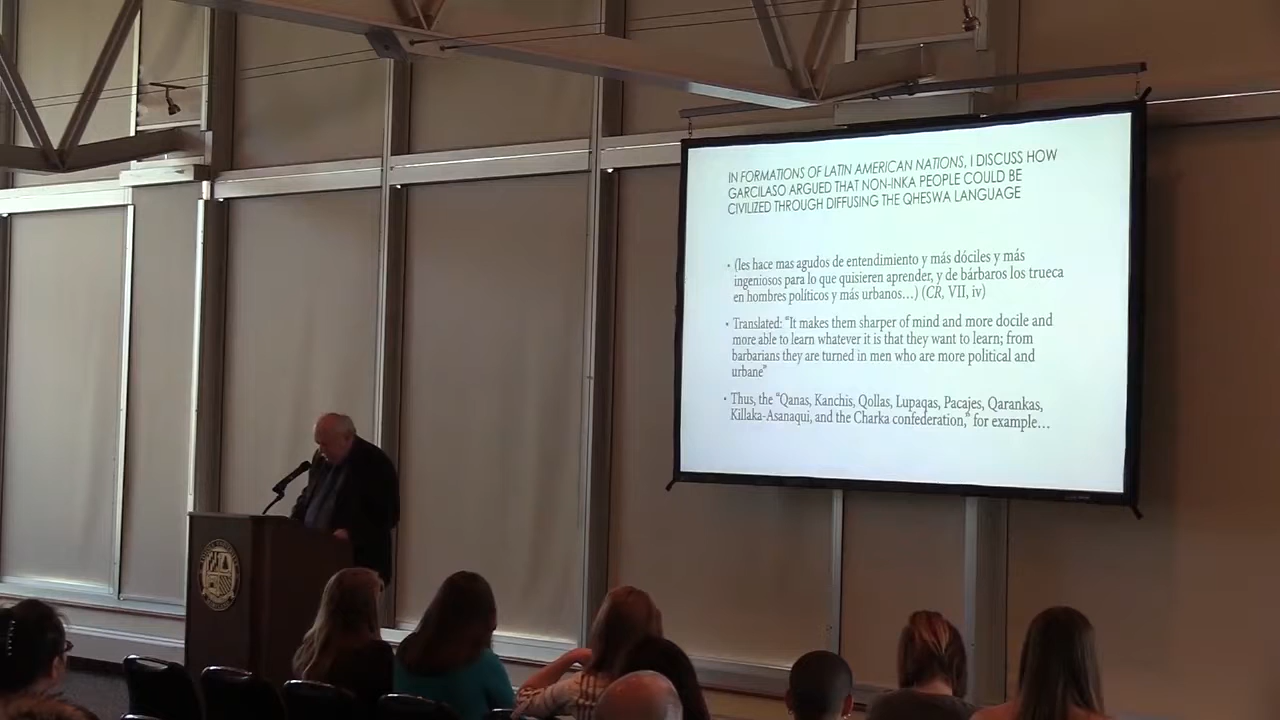 IN FORMATIONS OF LATIN AMERICAN NATIONS, I DISCUSS HOW
GARCILASO ARGUED THAT NON-INKA PEOPLE COULD BE
CIVILIZED THROUGH DIFFUSING THE QHESWA LANGUAGE
• (les hace mas agudos de entendimiento y más dóciles y más
ingeniosos para lo que quisieren aprender, y de bárbaros los trueca
en hombres políticos y más urbanos…) (CR, VII, iv)
• Translated: “It makes them sharper of mind and more docile and
more able to learn whatever it is that they want to learn; from
barbarians they are turned in men who are more political and
urbane”
• Thus, the “Qanas, Kanchis, Qollas, Lupaqas, Pacajes, Qarankas,
Killaka-Asanaqui, and the Charka confederation,” for example…